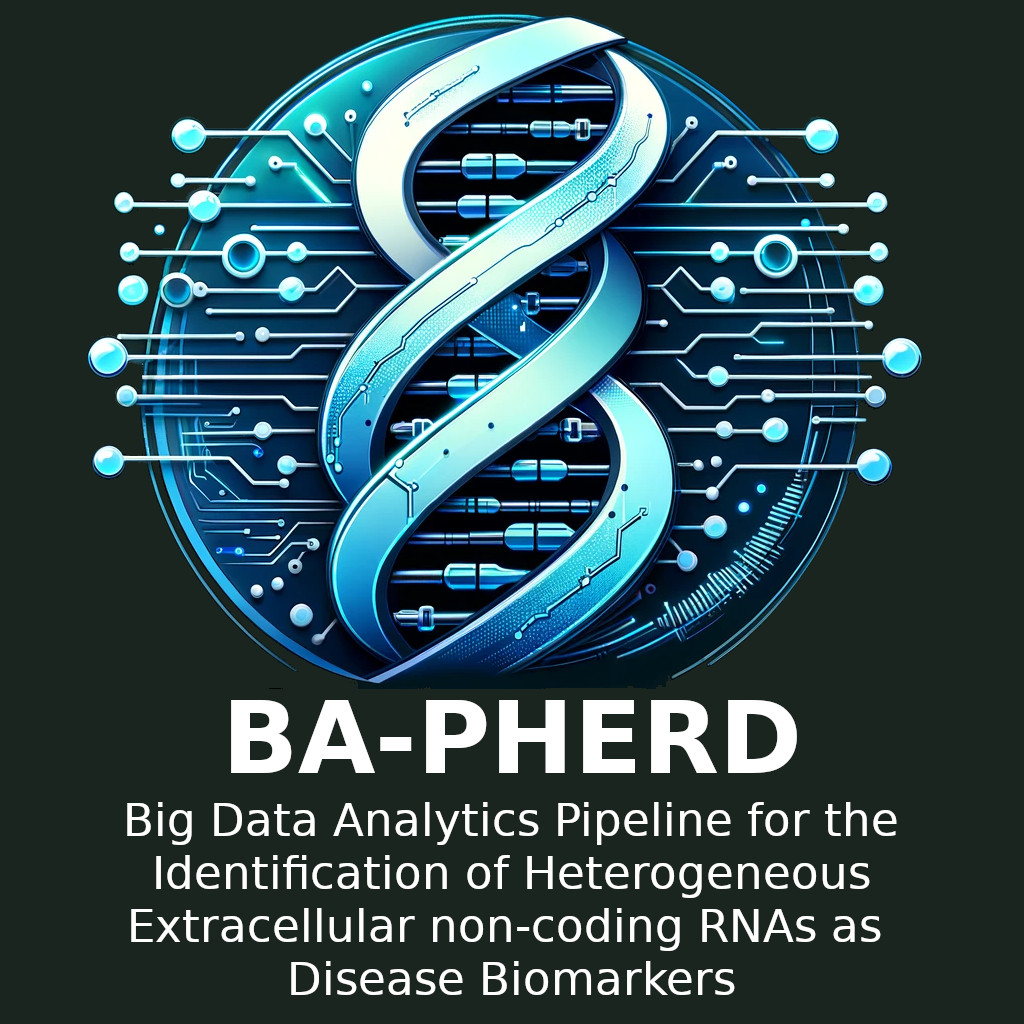 BA-PHERD
Big Data Analytics Pipeline for the
Identification of Heterogeneous
Extracellular non-coding RNAs as
Disease Biomarkers